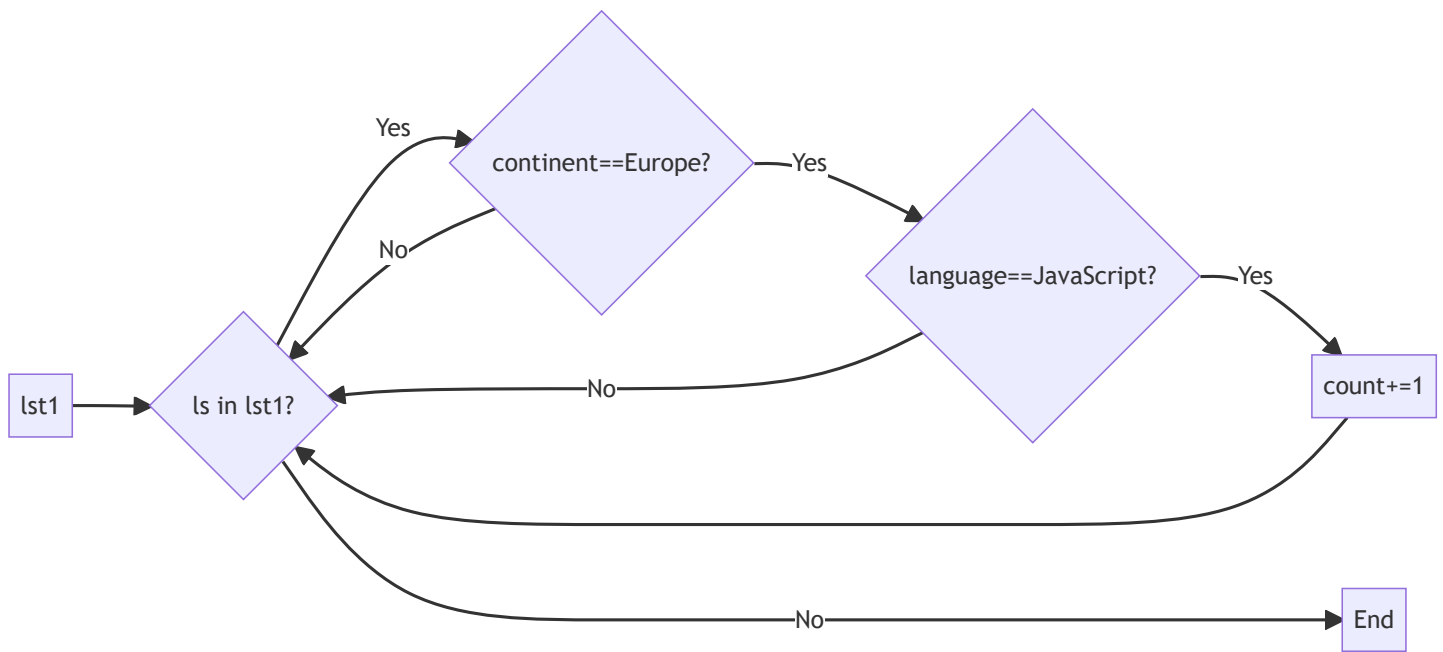 lst1
ls in lst1?
Yes
No
continent==Europe?
Yes
language==JavaScript?
No
Yes
count+=1
No
End